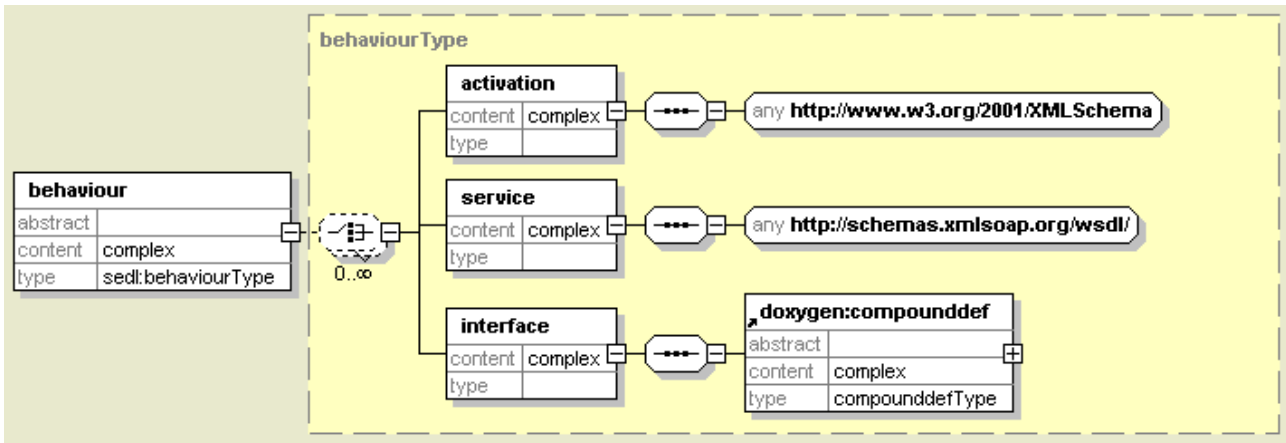 behaviourType
activation
content complex
type
any http://www.w3.org/2001/XMLSchema
behaviour
abstract
content complex
type sedl:behaviourType
0..∞
service
content complex
type
any http://schemas.xmlsoap.org/wsdl/
interface
content complex
type
doxygen:compounddef
abstract
content complex
type compounddefType